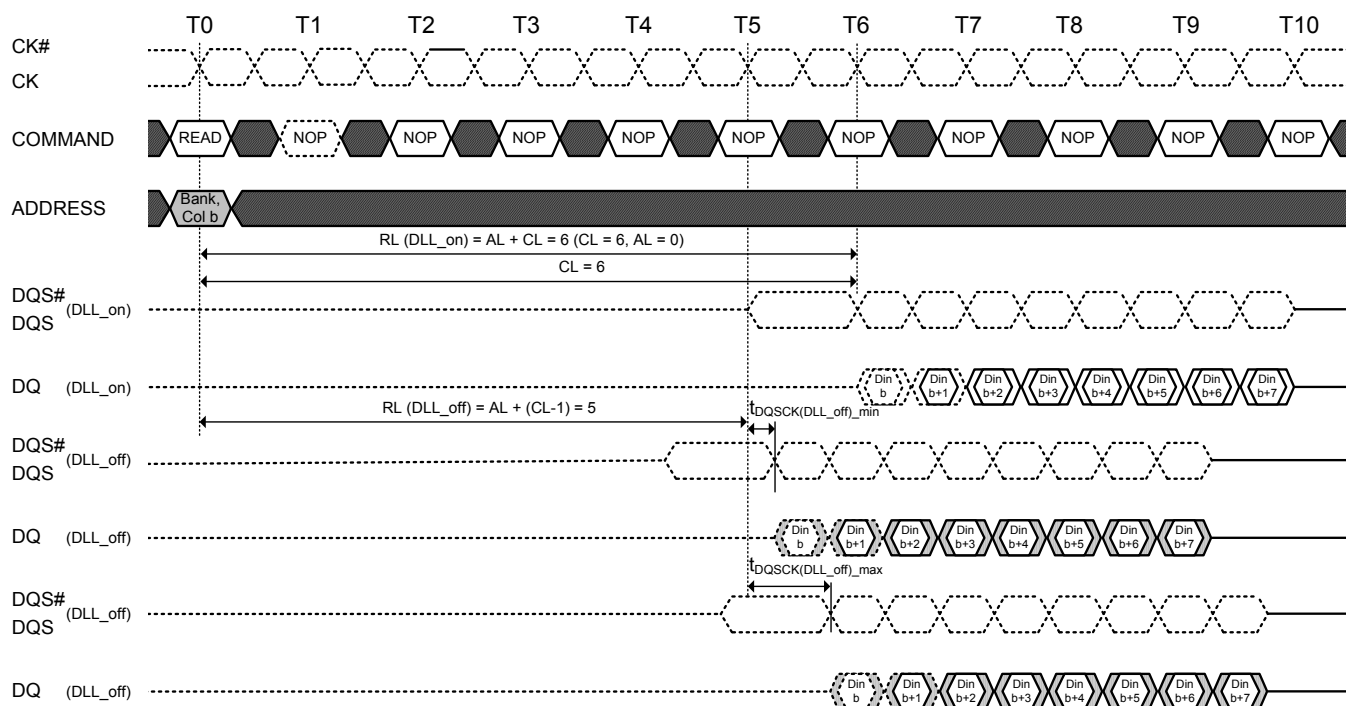 T0 T1 T2 T3 T4 T5 T6 T7 T8 T9 T10
CK#
CK
COMMAND READ NOP NOP NOP NOP NOP NOP NOP NOP NOP NOP
ADDRESS Bank, Col b
RL (DLL_on) = AL + CL = 6 (CL = 6, AL = 0)
CL = 6
DQS# (DLL_on)
DQS
DQ (DLL_on) Din b Din b+1 Din b+2 Din b+3 Din b+4 Din b+5 Din b+6 Din b+7
RL (DLL_off) = AL + (CL-1) = 5
tDQSCK(DLL_off)_min
DQS# (DLL_off)
DQS
DQ (DLL_off) Din b Din b+1 Din b+2 Din b+3 Din b+4 Din b+5 Din b+6 Din b+7
tDQSCK(DLL_off)_max
DQS# (DLL_off)
DQS
DQ (DLL_off) Din b Din b+1 Din b+2 Din b+3 Din b+4 Din b+5 Din b+6 Din b+7